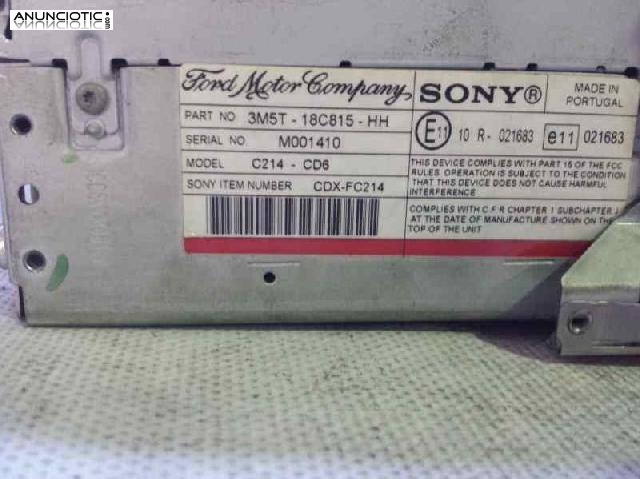 ANUNCIOTIC.com
Ford Motor Company
PART NO 3M5T - 18C815 - HH
SERIAL NO. M001410
MODEL C214 - CD6
SONY ITEM NUMBER CDX-FC214
SONY®
MADE IN
PORTUGAL
E11 10 R - 021683 e11 021683
THIS DEVICE COMPLIES WITH PART 15 OF THE FCC
RULES. OPERATION IS SUBJECT TO THE CONDITION
THAT THIS DEVICE DOES NOT CAUSE HARMFUL
INTERFERENCE
COMPLIES WITH C.F.R CHAPTER 1 SUBCHAPTER
AT THE DATE OF MANUFACTURE SHOWN ON THE
TOP OF THE UNIT